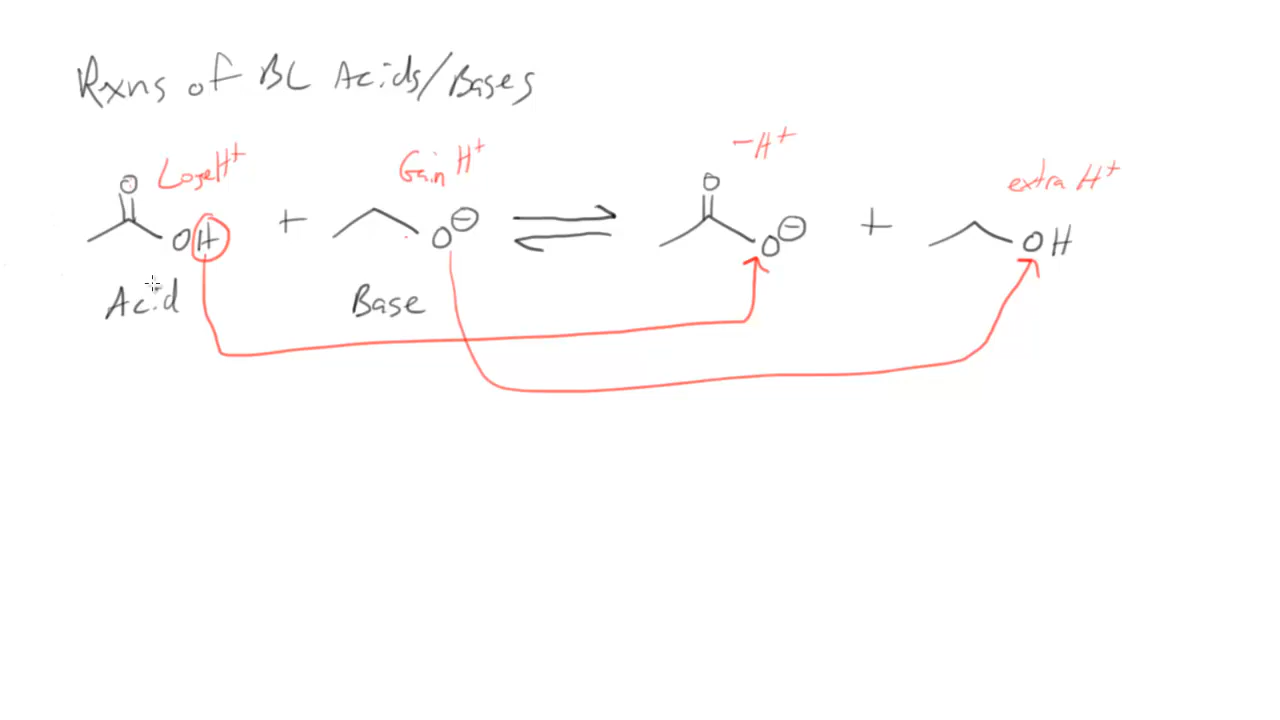 Rxns of BL Acids/Bases
Lose H+ Gain H+ -H+ extra H+
O O
OH + O⊖ ⇌ O⊖ + OH
Acid Base